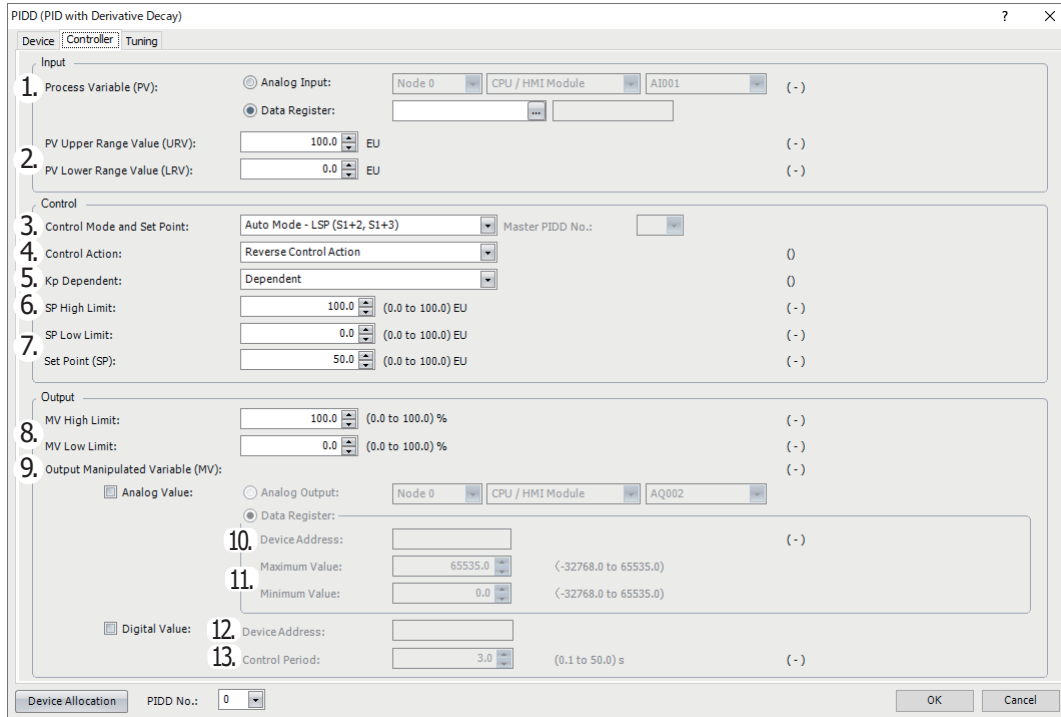 PIDD (PID with Derivative Decay) ?
Device Controller Tuning
Input
1. Process Variable (PV): Analog Input: Node 0 CPU / HMI Module AI001 ( - )
Data Register: ...
PV Upper Range Value (URV): 100.0 EU ( - )
2.
PV Lower Range Value (LRV): 0.0 EU ( - )
Control
3. Control Mode and Set Point: Auto Mode - LSP (S1+2, S1+3) Master PIDD No.:
4. Control Action: Reverse Control Action ()
5. Kp Dependent: Dependent ()
6. SP High Limit: 100.0 (0.0 to 100.0) EU ( - )
SP Low Limit: 0.0 (0.0 to 100.0) EU ( - )
7.
Set Point (SP): 50.0 (0.0 to 100.0) EU ( - )
Output
MV High Limit: 100.0 (0.0 to 100.0) % ( - )
8.
MV Low Limit: 0.0 (0.0 to 100.0) % ( - )
9. Output Manipulated Variable (MV): ( - )
Analog Value: Analog Output: Node 0 CPU / HMI Module AQ002
Data Register:
10. Device Address: ( - )
Maximum Value: 65535.0 (-32768.0 to 65535.0)
11.
Minimum Value: 0.0 (-32768.0 to 65535.0)
Digital Value: 12. Device Address:
13. Control Period: 3.0 (0.1 to 50.0) s ( - )
Device Allocation PIDD No.: 0 OK Cancel